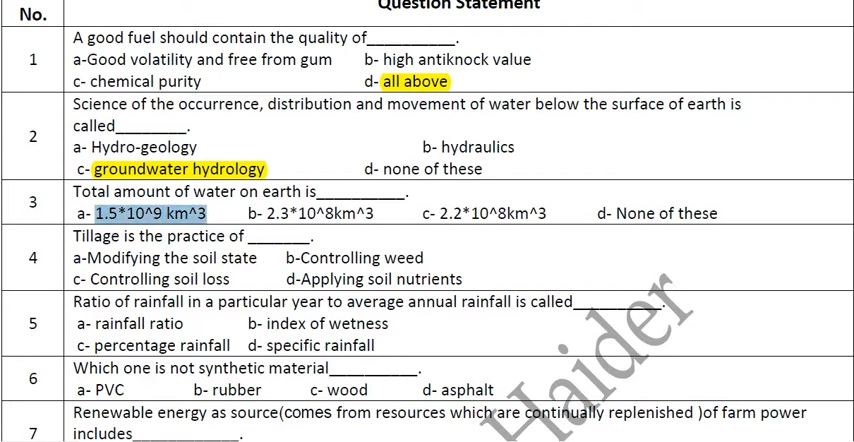 No.
Question Statement
1
A good fuel should contain the quality of__________.
a-Good volatility and free from gum b- high antiknock value
c- chemical purity d- all above
2
Science of the occurrence, distribution and movement of water below the surface of earth is
called________.
a- Hydro-geology b- hydraulics
c- groundwater hydrology d- none of these
3
Total amount of water on earth is__________.
a- 1.5*10^9 km^3 b- 2.3*10^8km^3 c- 2.2*10^8km^3 d- None of these
4
Tillage is the practice of _______.
a-Modifying the soil state b-Controlling weed
c- Controlling soil loss d-Applying soil nutrients
5
Ratio of rainfall in a particular year to average annual rainfall is called__________.
a- rainfall ratio b- index of wetness
c- percentage rainfall d- specific rainfall
6
Which one is not synthetic material__________.
a- PVC b- rubber c- wood d- asphalt
7
Renewable energy as source(comes from resources which are continually replenished )of farm power
includes____________.
Haider